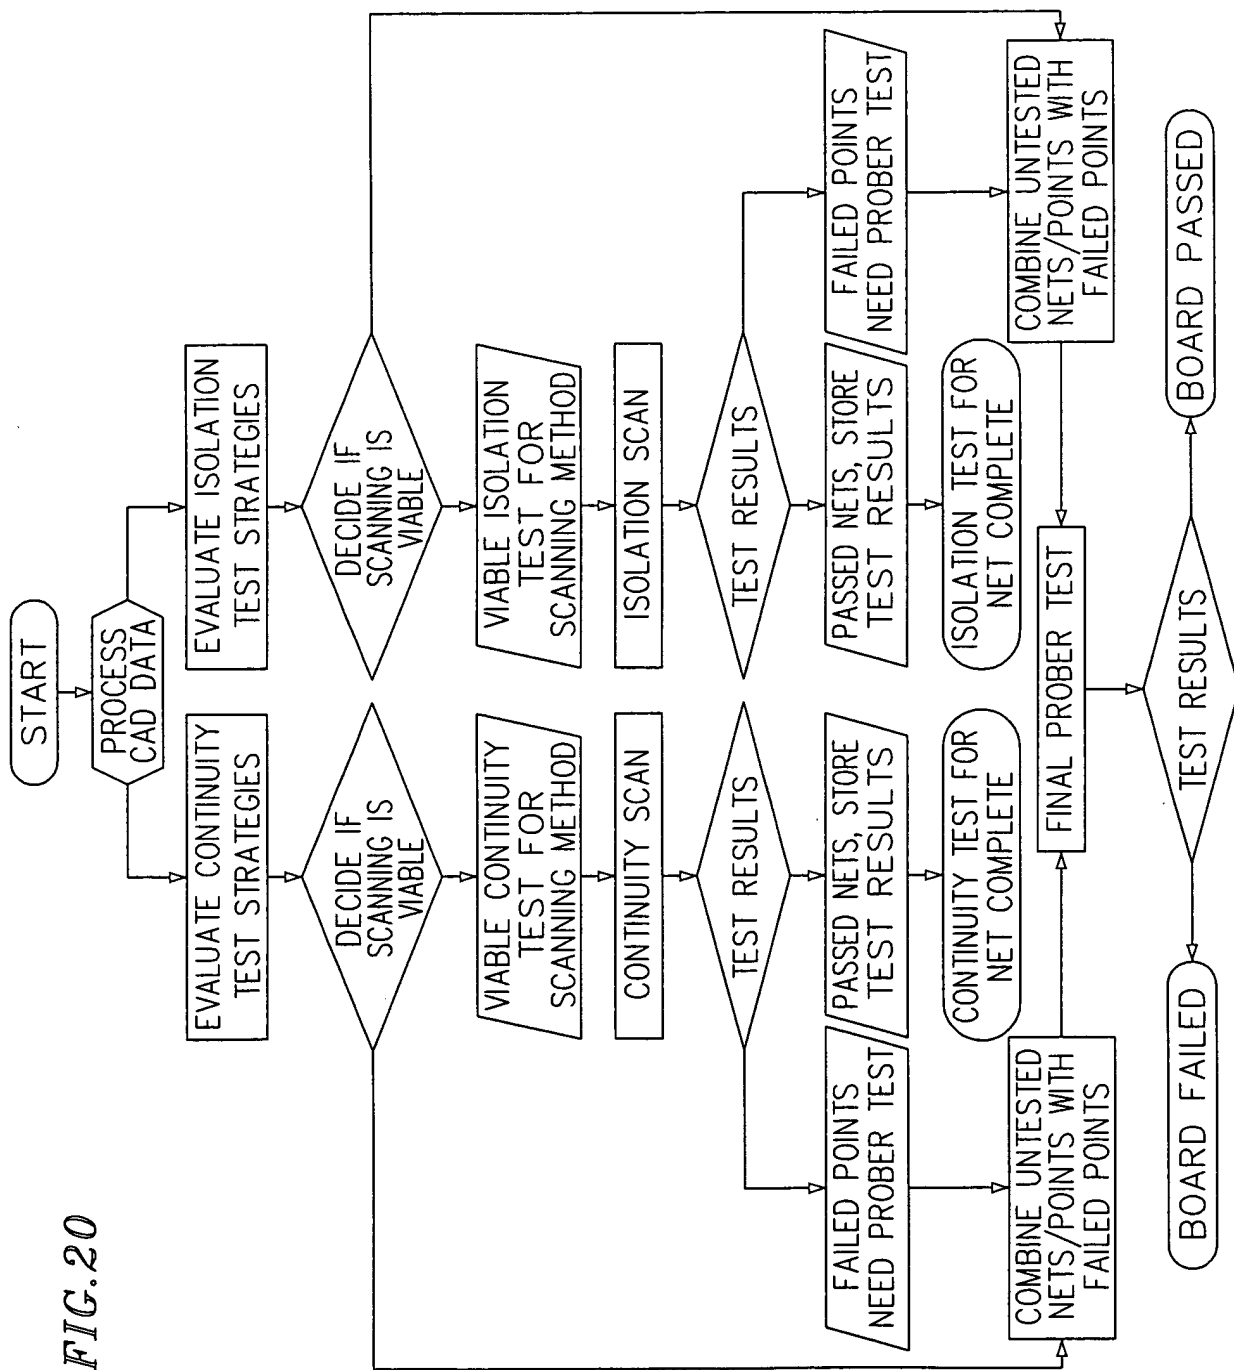 FIG.20
START
PROCESS
CAD DATA
EVALUATE CONTINUITY
TEST STRATEGIES
EVALUATE ISOLATION
TEST STRATEGIES
DECIDE IF
SCANNING IS
VIABLE
DECIDE IF
SCANNING IS
VIABLE
VIABLE CONTINUITY
TEST FOR
SCANNING METHOD
VIABLE ISOLATION
TEST FOR
SCANNING METHOD
CONTINUITY SCAN
ISOLATION SCAN
TEST RESULTS
TEST RESULTS
FAILED POINTS
NEED PROBER TEST
PASSED NETS, STORE
TEST RESULTS
PASSED NETS, STORE
TEST RESULTS
FAILED POINTS
NEED PROBER TEST
CONTINUITY TEST FOR
NET COMPLETE
ISOLATION TEST FOR
NET COMPLETE
COMBINE UNTESTED
NETS/POINTS WITH
FAILED POINTS
FINAL PROBER TEST
COMBINE UNTESTED
NETS/POINTS WITH
FAILED POINTS
TEST RESULTS
BOARD FAILED
BOARD PASSED